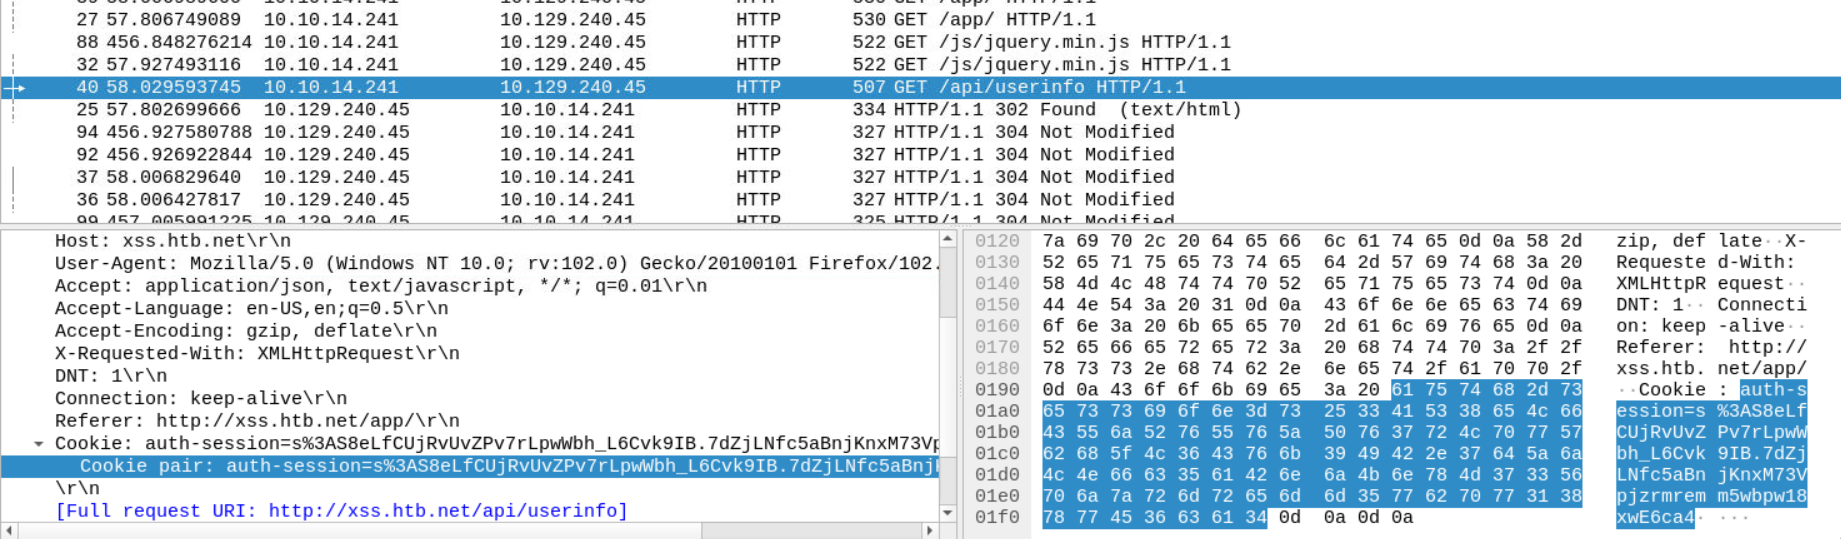 27 57.806749089 10.10.14.241 10.129.240.45 HTTP 530 GET /app/ HTTP/1.1
88 456.848276214 10.10.14.241 10.129.240.45 HTTP 522 GET /js/jquery.min.js HTTP/1.1
32 57.927493116 10.10.14.241 10.129.240.45 HTTP 522 GET /js/jquery.min.js HTTP/1.1
40 58.029593745 10.10.14.241 10.129.240.45 HTTP 507 GET /api/userinfo HTTP/1.1
25 57.802699666 10.129.240.45 10.10.14.241 HTTP 334 HTTP/1.1 302 Found (text/html)
94 456.927580788 10.129.240.45 10.10.14.241 HTTP 327 HTTP/1.1 304 Not Modified
92 456.926922844 10.129.240.45 10.10.14.241 HTTP 327 HTTP/1.1 304 Not Modified
37 58.006829640 10.129.240.45 10.10.14.241 HTTP 327 HTTP/1.1 304 Not Modified
36 58.006427817 10.129.240.45 10.10.14.241 HTTP 327 HTTP/1.1 304 Not Modified
99 457.005991225 10.129.240.45 10.10.14.241 HTTP 325 HTTP/1.1 304 Not Modified
Host: xss.htb.net\r\n
User-Agent: Mozilla/5.0 (Windows NT 10.0; rv:102.0) Gecko/20100101 Firefox/102.
Accept: application/json, text/javascript, */*; q=0.01\r\n
Accept-Language: en-US,en;q=0.5\r\n
Accept-Encoding: gzip, deflate\r\n
X-Requested-With: XMLHttpRequest\r\n
DNT: 1\r\n
Connection: keep-alive\r\n
Referer: http://xss.htb.net/app/\r\n
Cookie: auth-session=s%3AS8eLfCUjRvUvZPv7rLpwWbh_L6Cvk9IB.7dZjLNfc5aBnjKnxM73Vp
Cookie pair: auth-session=s%3AS8eLfCUjRvUvZPv7rLpwWbh_L6Cvk9IB.7dZjLNfc5aBnj
\r\n
[Full request URI: http://xss.htb.net/api/userinfo]
0120 7a 69 70 2c 20 64 65 66 6c 61 74 65 0d 0a 58 2d zip, def late··X-
0130 52 65 71 75 65 73 74 65 64 2d 57 69 74 68 3a 20 Requeste d-With:
0140 58 4d 4c 48 74 74 70 52 65 71 75 65 73 74 0d 0a XMLHttpR equest··
0150 44 4e 54 3a 20 31 0d 0a 43 6f 6e 6e 65 63 74 69 DNT: 1·· Connecti
0160 6f 6e 3a 20 6b 65 65 70 2d 61 6c 69 76 65 0d 0a on: keep -alive··
0170 52 65 66 65 72 65 72 3a 20 68 74 74 70 3a 2f 2f Referer: http://
0180 78 73 73 2e 68 74 62 2e 6e 65 74 2f 61 70 70 2f xss.htb. net/app/
0190 0d 0a 43 6f 6f 6b 69 65 3a 20 61 75 74 68 2d 73 ··Cookie : auth-s
01a0 65 73 73 69 6f 6e 3d 73 25 33 41 53 38 65 4c 66 ession=s %3AS8eLf
01b0 43 55 6a 52 76 55 76 5a 50 76 37 72 4c 70 77 57 CUjRvUvZ Pv7rLpwW
01c0 62 68 5f 4c 36 43 76 6b 39 49 42 2e 37 64 5a 6a bh_L6Cvk 9IB.7dZj
01d0 4c 4e 66 63 35 61 42 6e 6a 4b 6e 78 4d 37 33 56 LNfc5aBn jKnxM73V
01e0 70 6a 7a 72 6d 72 65 6d 6d 35 77 62 70 77 31 38 pjzrmrem m5wbpw18
01f0 78 77 45 36 63 61 34 0d 0a 0d 0a xwE6ca4· ···